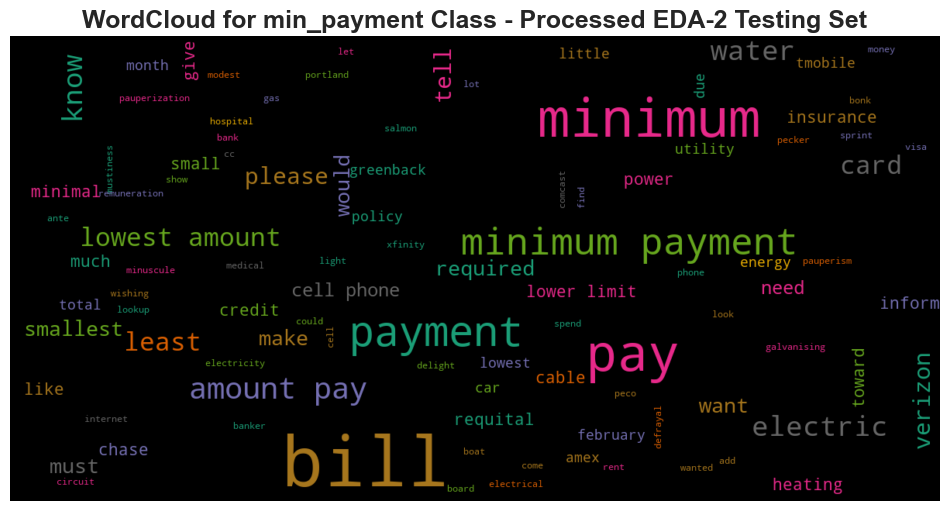 WordCloud for min_payment Class - Processed EDA-2 Testing Set
know
month
give
modest
let
portland
tell
lot
little
water
money
tmobile
pauperization
gas
due
bonk
hospital
minimum
insurance
bank
salmon
pecker
sprint
visa
mustiness
cc
utility
small
show
would
greenback
card
please
minimal
remuneration
comcast
find
power
ante
policy
lowest amount
xfinity
minimum payment
much
minuscule
medical
light
required
phone
energy
pauperism
wishing
cell phone
lower limit
need
total
lookup
credit
could
inform
smallest
least
make
cell
payment
spend
look
galvanising
electricity
delight
lowest
pay
toward
verizon
like
amount pay
car
cable
peco
want
internet
banker
requital
defrayal
electric
chase
bill
february
must
boat
come
amex
wanted
add
circuit
board
electrical
rent
heating